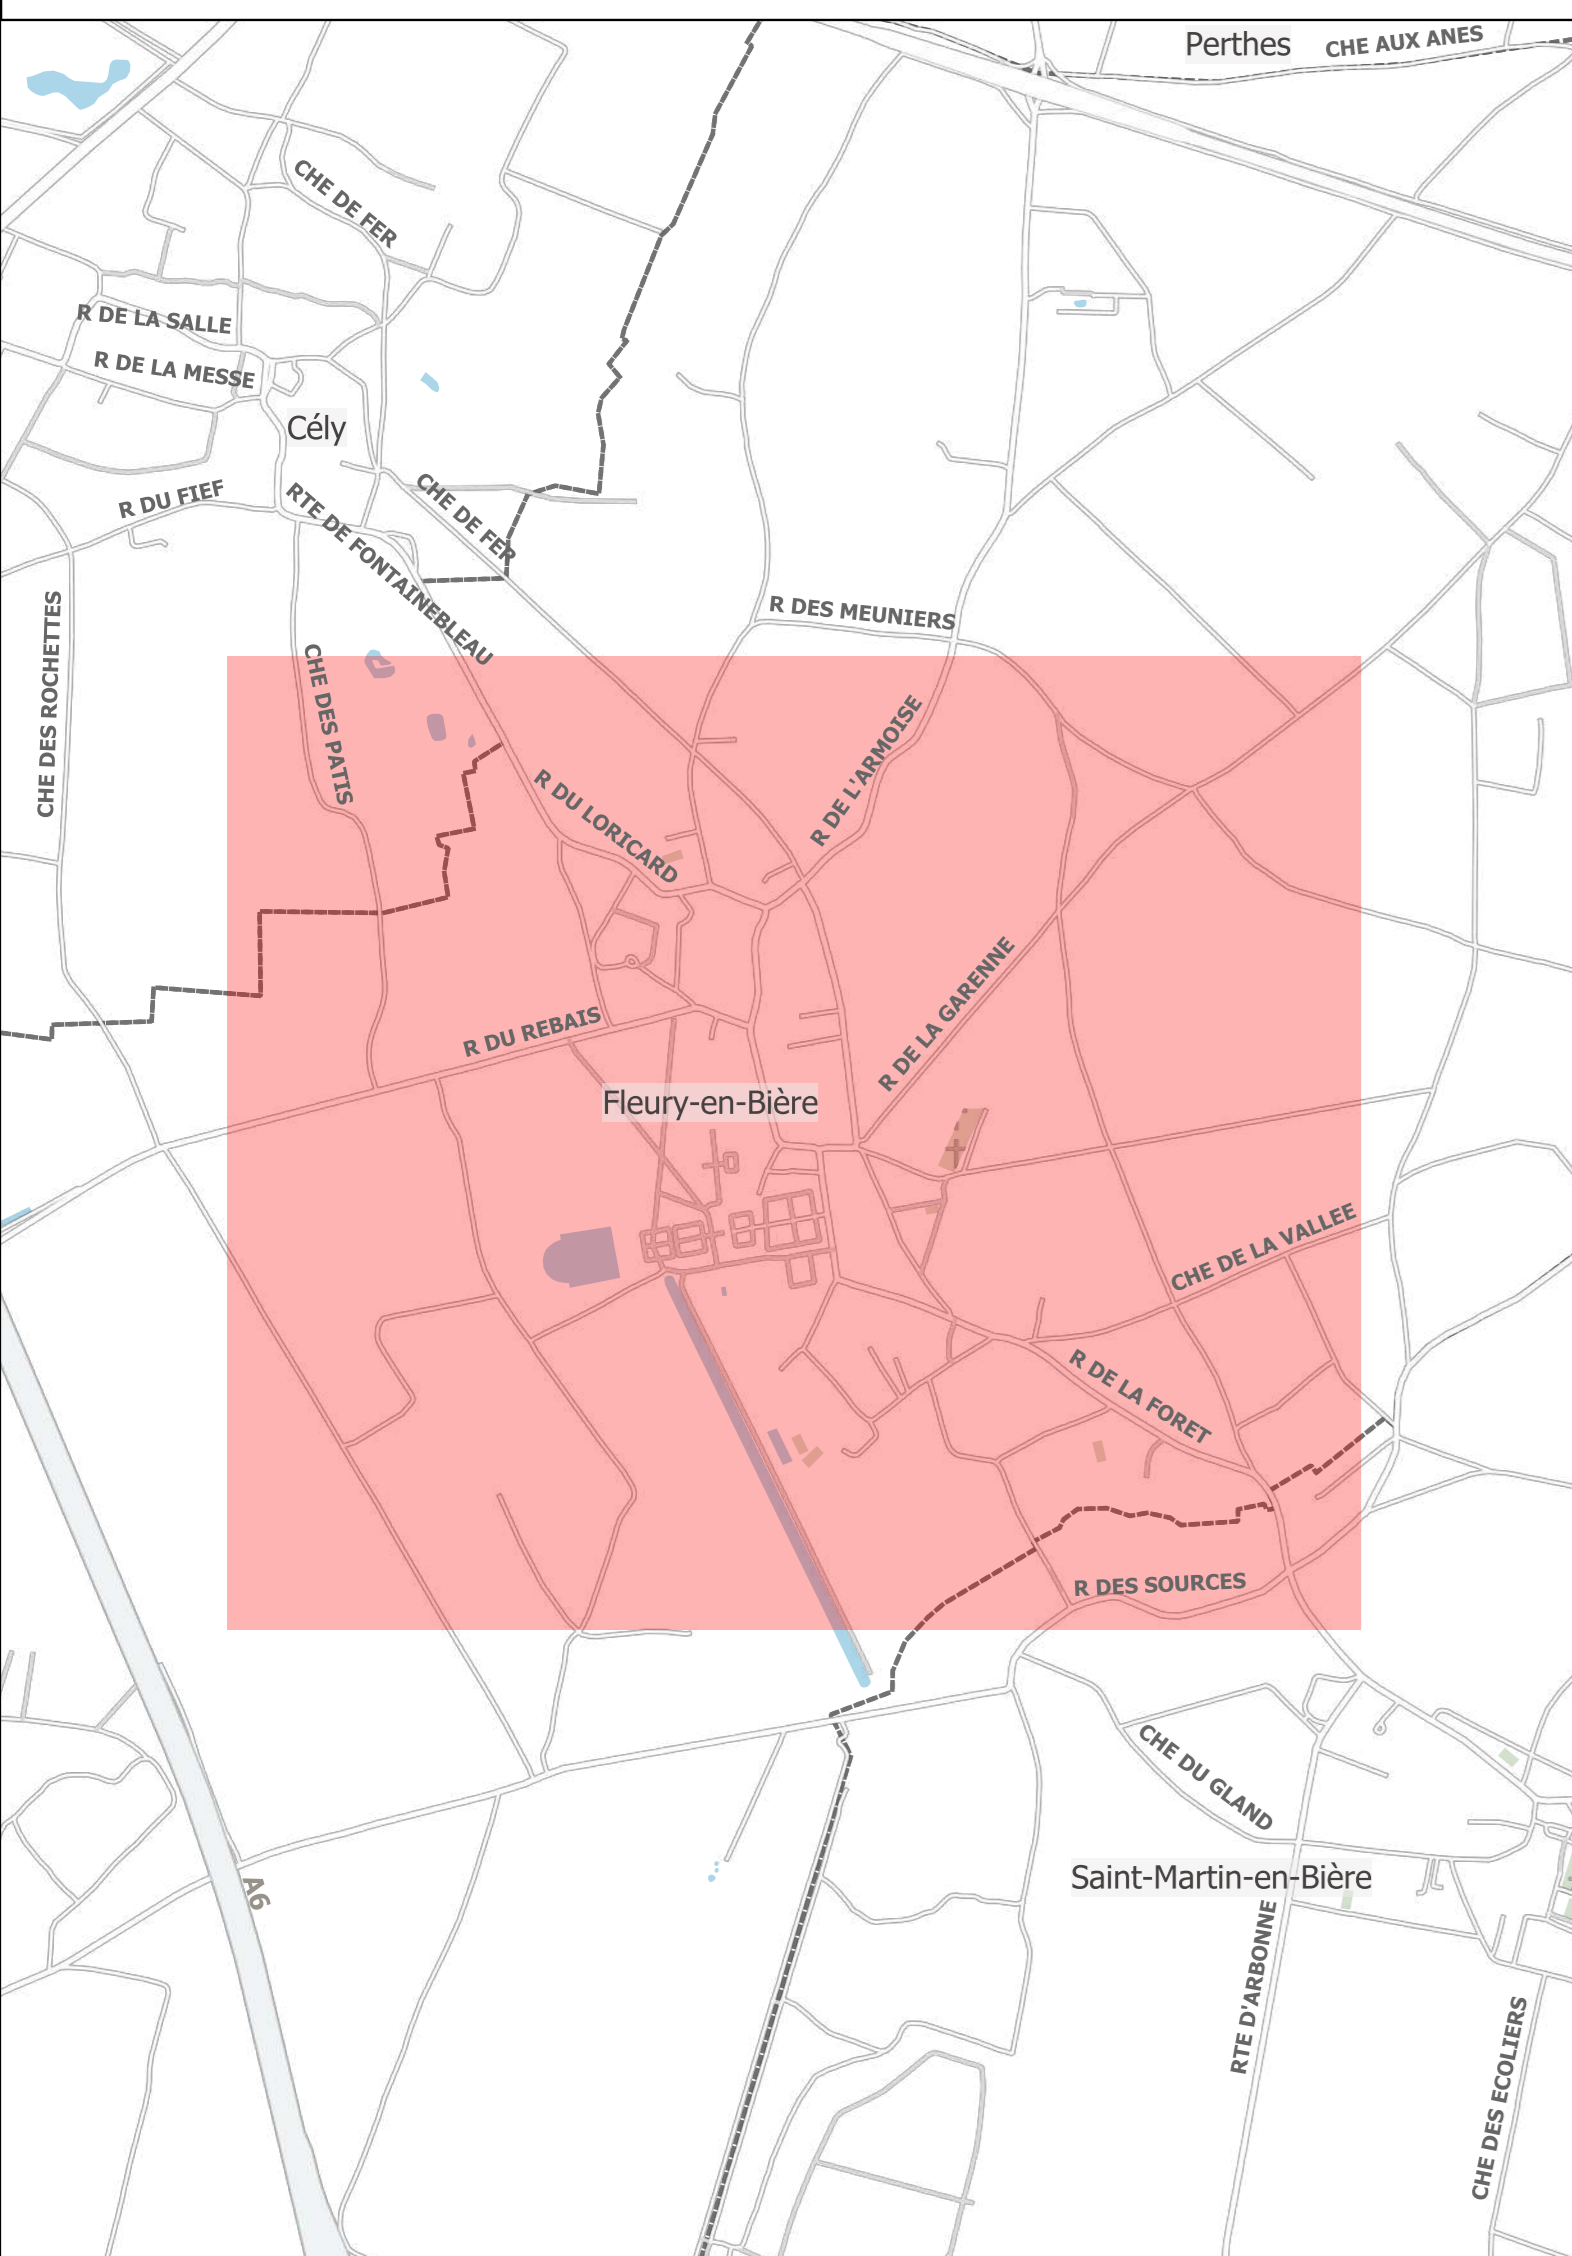 Perthes
CHE AUX ANES
CHE DE FER
R DE LA SALLE
R DE LA MESSE
Cély
R DU FIEF
RTE DE FONTAINEBLEAU
CHE DE FER
CHE DES ROCHETTES
R DES MEUNIERS
CHE DES PATIS
R DU LORICARD
R DE L'ARMOISE
R DU REBAIS
R DE LA GARENNE
Fleury-en-Bière
CHE DE LA VALLEE
R DE LA FORET
R DES SOURCES
CHE DU GLAND
A6
Saint-Martin-en-Bière
RTE D'ARBONNE
CHE DES ECOLIERS